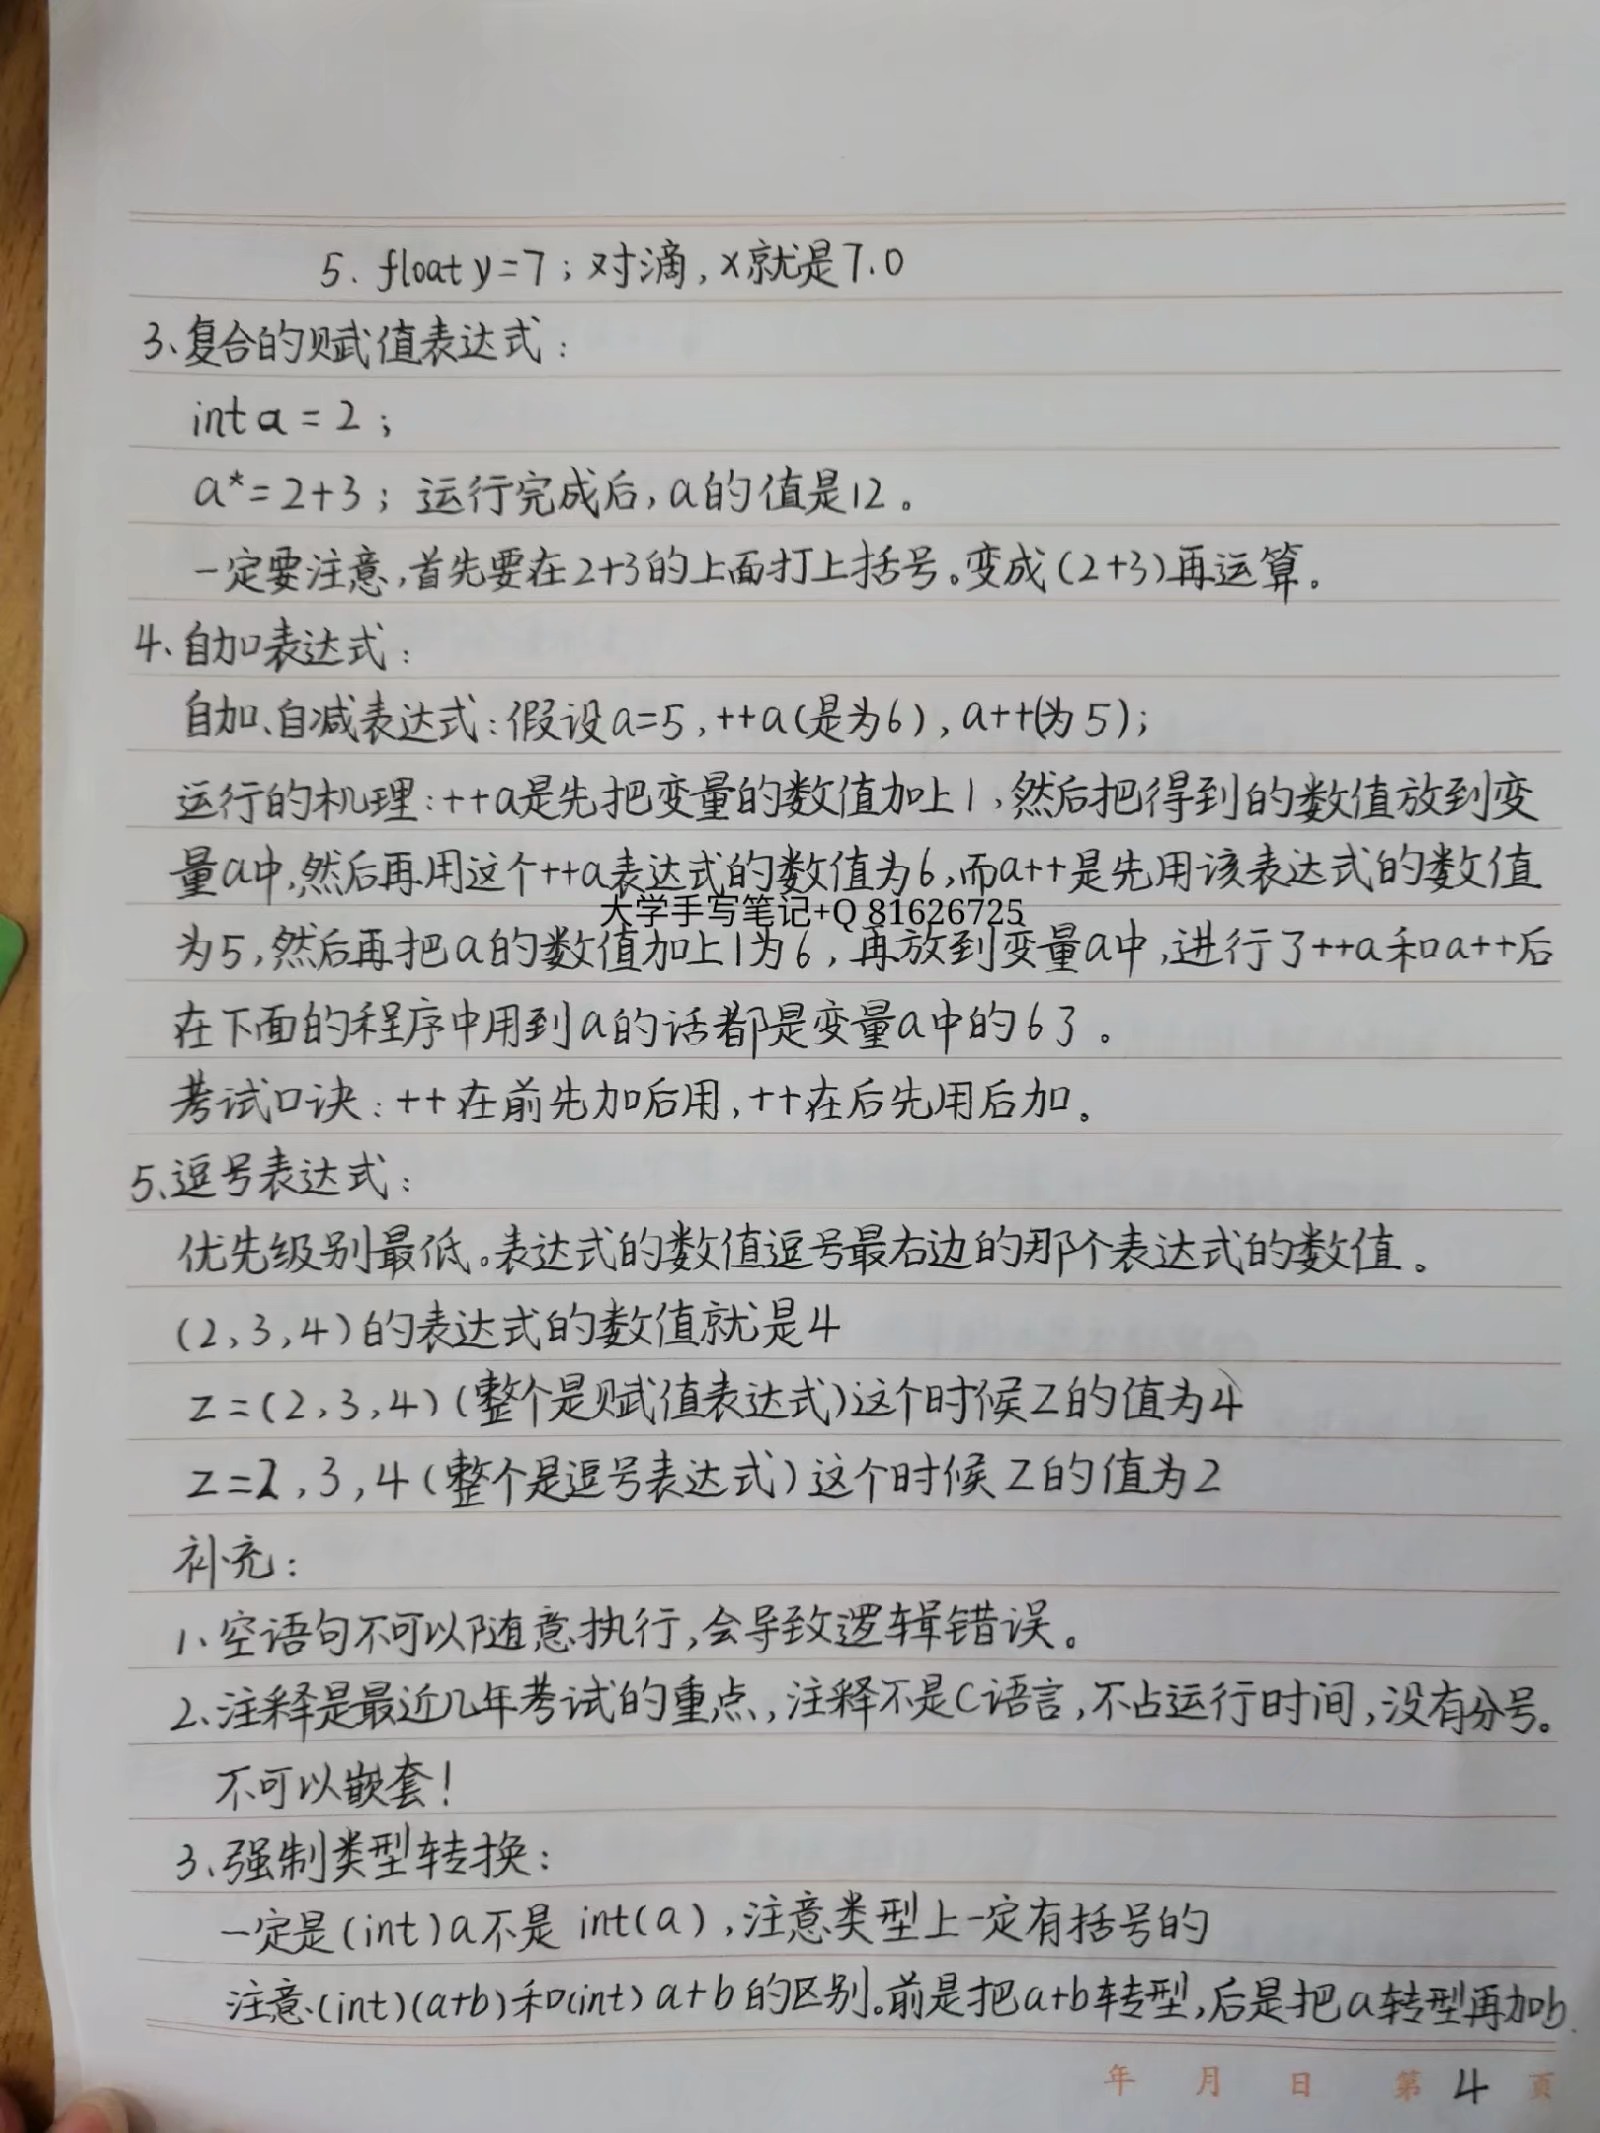 5. float y=7；对滴，x就是7.0
3、复合的赋值表达式：
int a = 2；
a*=2+3；运行完成后，a的值是12。
一定要注意，首先要在2+3的上面打上括号。变成(2+3)再运算。
4、自加表达式：
自加、自减表达式：假设a=5，++a(是为6)，a++(为5)；
运行的机理：++a是先把变量的数值加上1，然后把得到的数值放到变
量a中，然后再用这个++a表达式的数值为6，而a++是先用该表达式的数值
大学手写笔记+Q 81626725
为5，然后再把a的数值加上1为6，再放到变量a中，进行了++a和a++后
在下面的程序中用到a的话都是变量a中的6了。
考试口诀：++在前先加后用，++在后先用后加。
5、逗号表达式：
优先级别最低。表达式的数值逗号最右边的那个表达式的数值。
(2,3,4)的表达式的数值就是4
z=(2,3,4)(整个是赋值表达式)这个时候z的值为4
z=2,3,4(整个是逗号表达式)这个时候z的值为2
补充：
1、空语句不可以随意执行，会导致逻辑错误。
2、注释是最近几年考试的重点，注释不是C语言，不占运行时间，没有分号。
不可以嵌套！
3、强制类型转换：
一定是(int)a不是 int(a)，注意类型上一定有括号的
注意、(int)(a+b)和(int)a+b的区别。前是把a+b转型，后是把a转型再加b.
年 月 日 第 4 頁